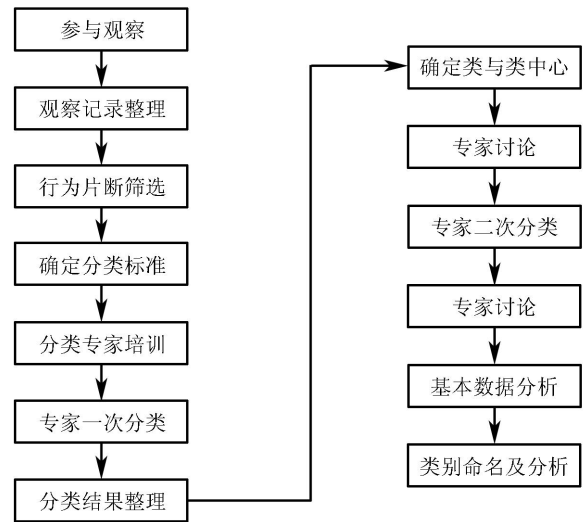 参与观察
观察记录整理
行为片断筛选
确定分类标准
分类专家培训
专家一次分类
分类结果整理
确定类与类中心
专家讨论
专家二次分类
专家讨论
基本数据分析
类别命名及分析